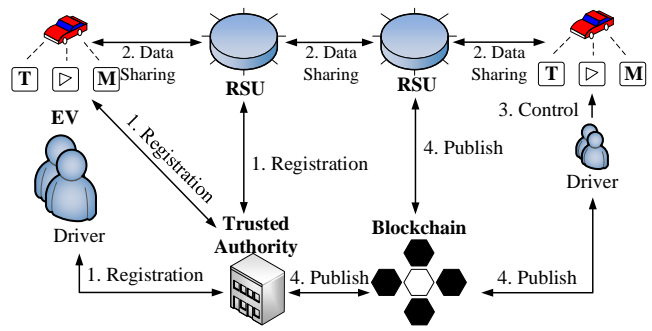 2. Data
Sharing
2. Data
Sharing
2. Data
Sharing
T
M
T
M
RSU
RSU
EV
3. Control
1. Registration
1. Registration
4. Publish
Driver
Driver
Trusted
Authority
Blockchain
1. Registration
4. Publish
4. Publish